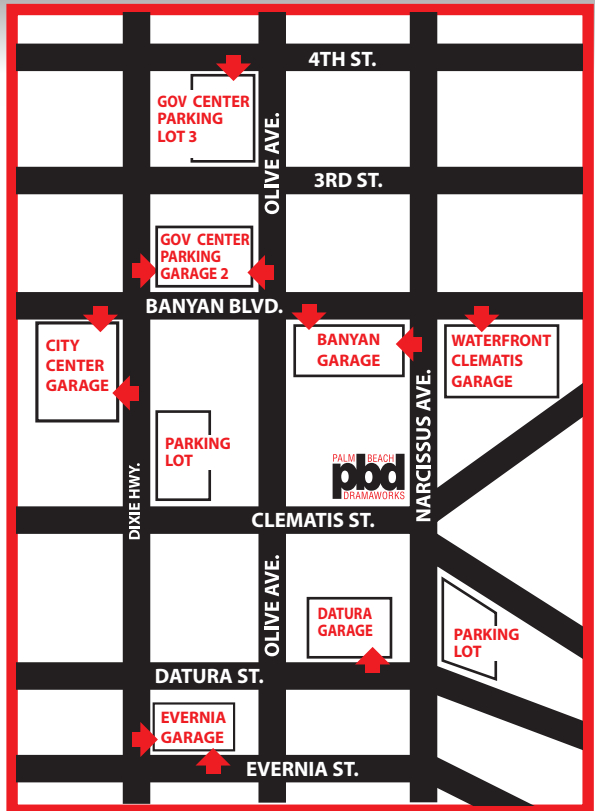 4TH ST.
GOV CENTER
PARKING
LOT 3
OLIVE AVE.
3RD ST.
GOV CENTER
PARKING
GARAGE 2
BANYAN BLVD.
CITY
CENTER
GARAGE
BANYAN
GARAGE
WATERFRONT
CLEMATIS
GARAGE
NARCISSUS AVE.
PARKING
LOT
PALM BEACH
pbd
DRAMAWORKS
DIXIE HWY.
CLEMATIS ST.
OLIVE AVE.
DATURA
GARAGE
PARKING
LOT
DATURA ST.
EVERNIA
GARAGE
EVERNIA ST.